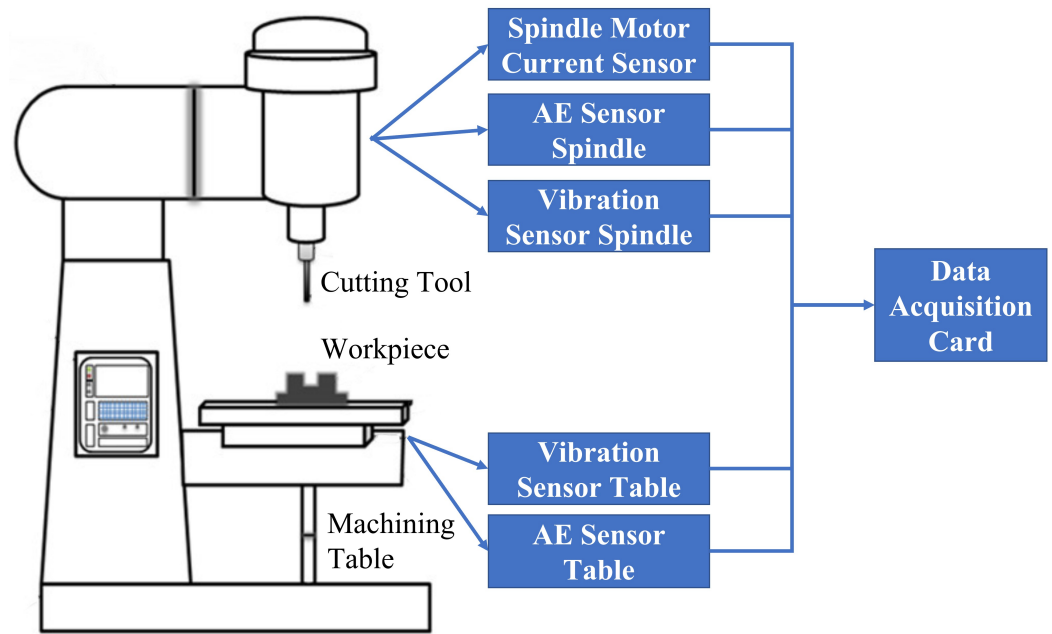 Spindle Motor
Current Sensor
AE Sensor
Spindle
Vibration
Sensor Spindle
Cutting Tool
Data
Acquisition
Card
Workpiece
Vibration
Sensor Table
Machining
Table
AE Sensor
Table